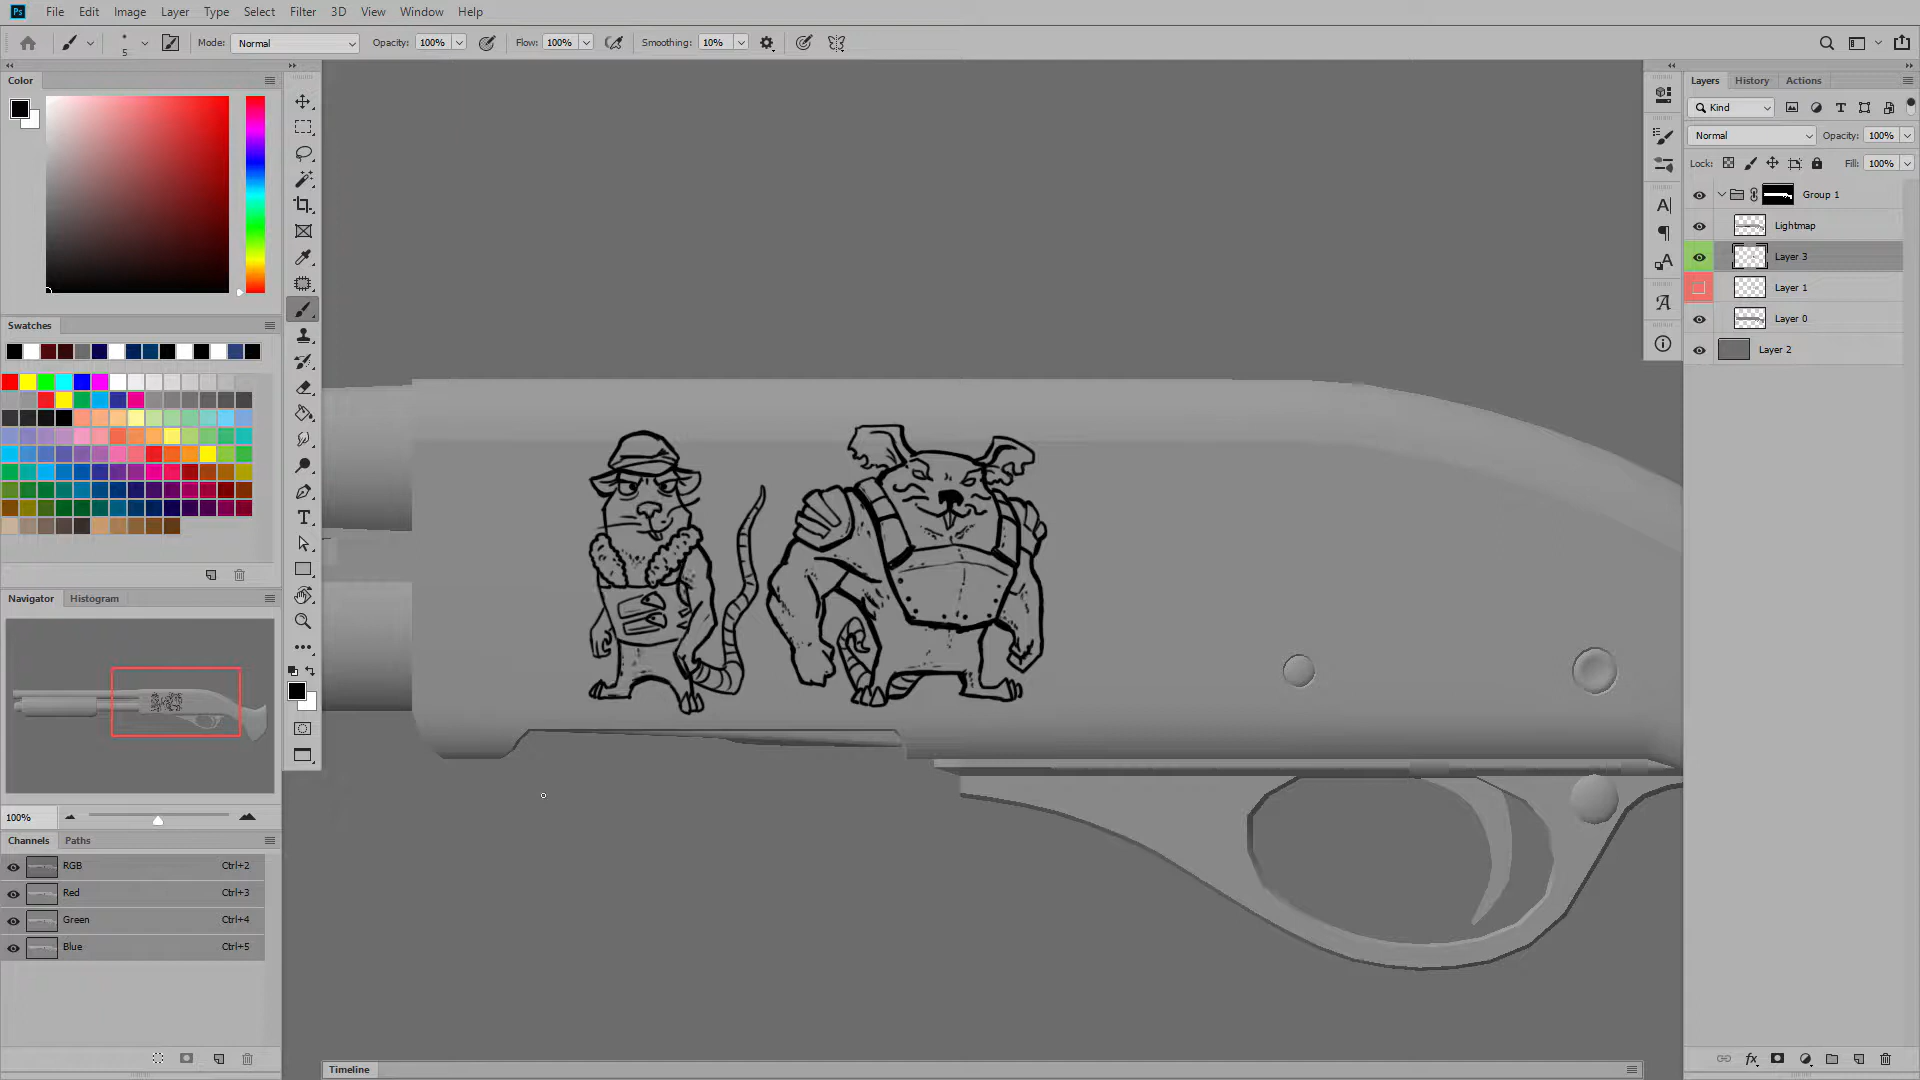 Ps File Edit Image Layer Type Select Filter 3D View Window Help
5 Mode: Normal Opacity: 100% Flow: 100% Smoothing: 10%
Color
Swatches
Navigator Histogram
100%
Channels Paths
RGB Ctrl+2
Red Ctrl+3
Green Ctrl+4
Blue Ctrl+5
Timeline
Layers History Actions
Kind
Normal Opacity: 100%
Lock: Fill: 100%
Group 1
Lightmap
Layer 3
Layer 1
Layer 0
Layer 2